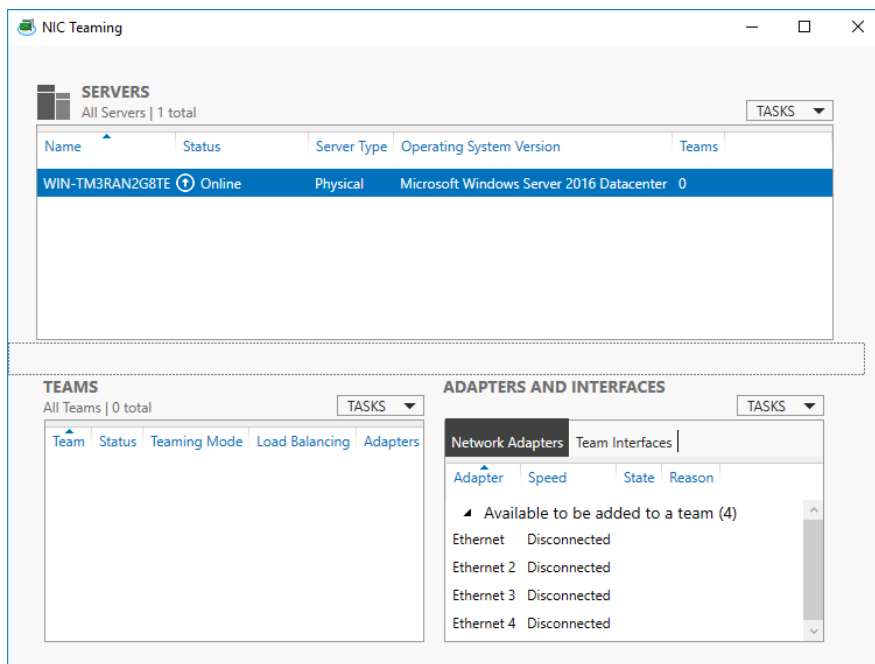 NIC Teaming
SERVERS
All Servers | 1 total
TASKS
Name Status Server Type Operating System Version Teams
WIN-TM3RAN2G8TE Online Physical Microsoft Windows Server 2016 Datacenter 0
TEAMS
All Teams | 0 total
TASKS
Team Status Teaming Mode Load Balancing Adapters
ADAPTERS AND INTERFACES
TASKS
Network Adapters Team Interfaces
Adapter Speed State Reason
Available to be added to a team (4)
Ethernet Disconnected
Ethernet 2 Disconnected
Ethernet 3 Disconnected
Ethernet 4 Disconnected